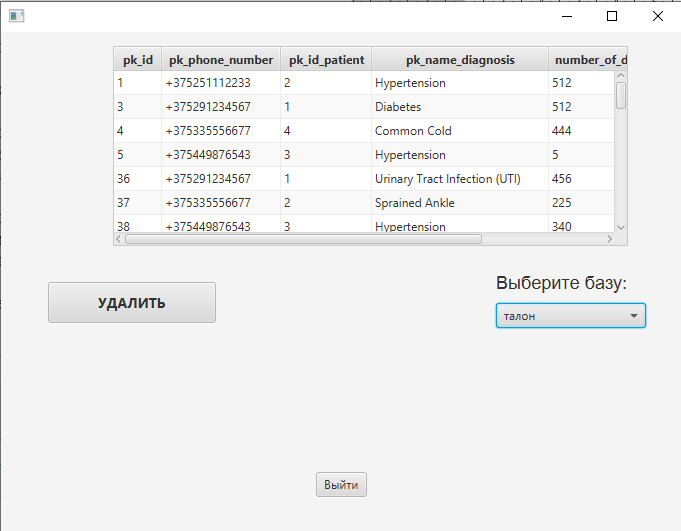 pk_id pk_phone_number pk_id_patient pk_name_diagnosis number_of_d
1 +375251112233 2 Hypertension 512
3 +375291234567 1 Diabetes 512
4 +375335556677 4 Common Cold 444
5 +375449876543 3 Hypertension 5
36 +375291234567 1 Urinary Tract Infection (UTI) 456
37 +375335556677 2 Sprained Ankle 225
38 +375449876543 3 Hypertension 340
Выберите базу:
УДАЛИТЬ
талон
Выйти